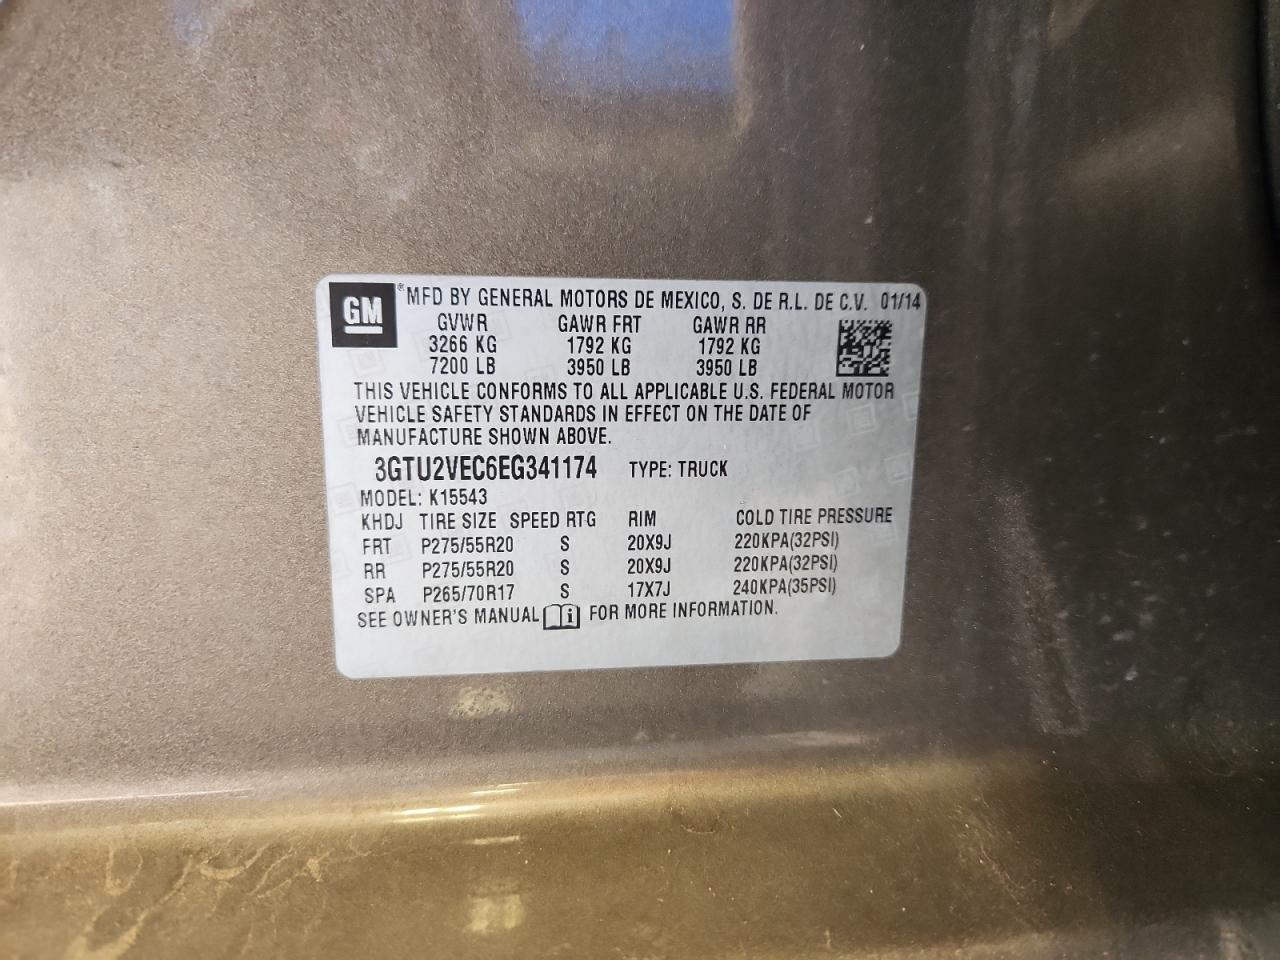 GM ® MFD BY GENERAL MOTORS DE MEXICO, S. DE R.L. DE C.V. 01/14
GVWR GAWR FRT GAWR RR
3266 KG 1792 KG 1792 KG
7200 LB 3950 LB 3950 LB
THIS VEHICLE CONFORMS TO ALL APPLICABLE U.S. FEDERAL MOTOR
VEHICLE SAFETY STANDARDS IN EFFECT ON THE DATE OF
MANUFACTURE SHOWN ABOVE.
3GTU2VEC6EG341174 TYPE: TRUCK
MODEL: K15543
KHDJ TIRE SIZE SPEED RTG RIM COLD TIRE PRESSURE
FRT P275/55R20 S 20X9J 220KPA(32PSI)
RR P275/55R20 S 20X9J 220KPA(32PSI)
SPA P265/70R17 S 17X7J 240KPA(35PSI)
SEE OWNER'S MANUAL i FOR MORE INFORMATION.